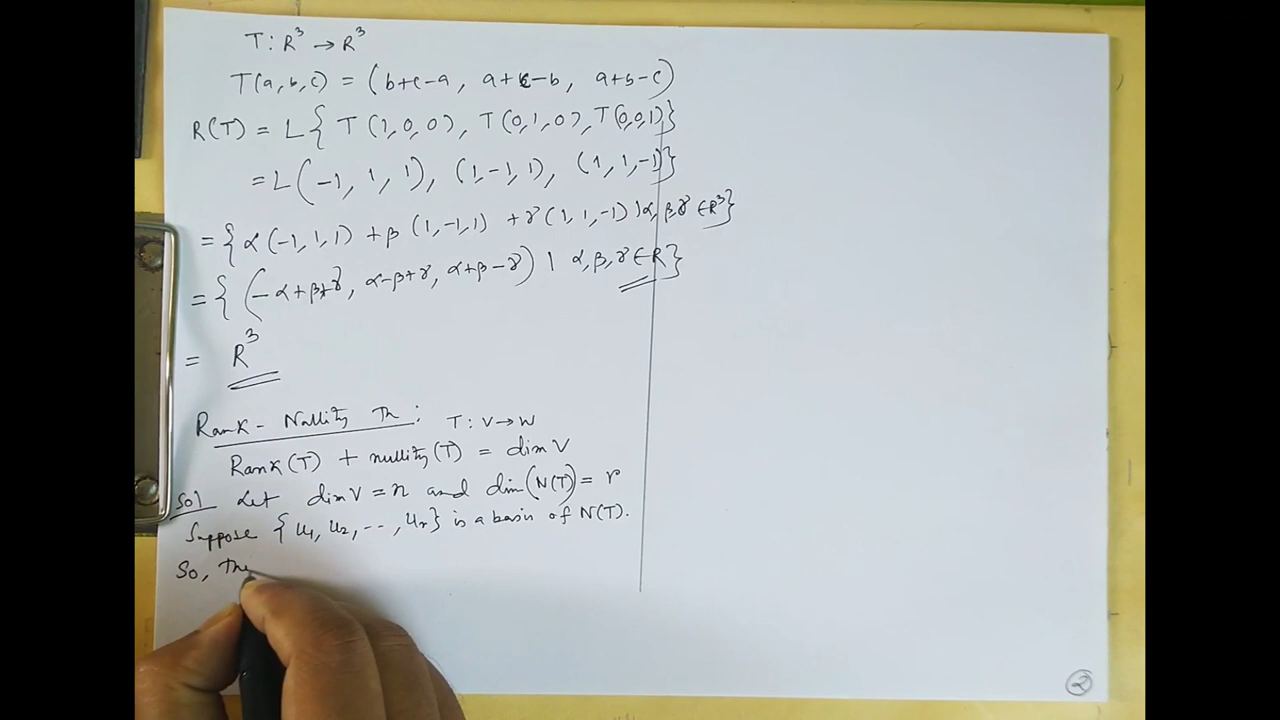 T: R³ → R³
T(a, b, c) = (b+c-a, a+c-b, a+b-c)
R(T) = L{ T(1,0,0), T(0,1,0), T(0,0,1)}
= L(-1, 1, 1), (1,-1,1), (1,1,-1)}
= { α(-1,1,1) + β(1,-1,1) + γ(1,1,-1) | α,β,γ ∈ R³}
= { (-α+β+γ, α-β+γ, α+β-γ) | α,β,γ ∈ R}
= R³
Rank - Nullity Th: T: V→W
Rank(T) + nullity(T) = dim V
Sol Let dim V = n and dim(N(T)) = r
Suppose {u₁, u₂, --, uᵣ} is a basis of N(T).
So, The
②